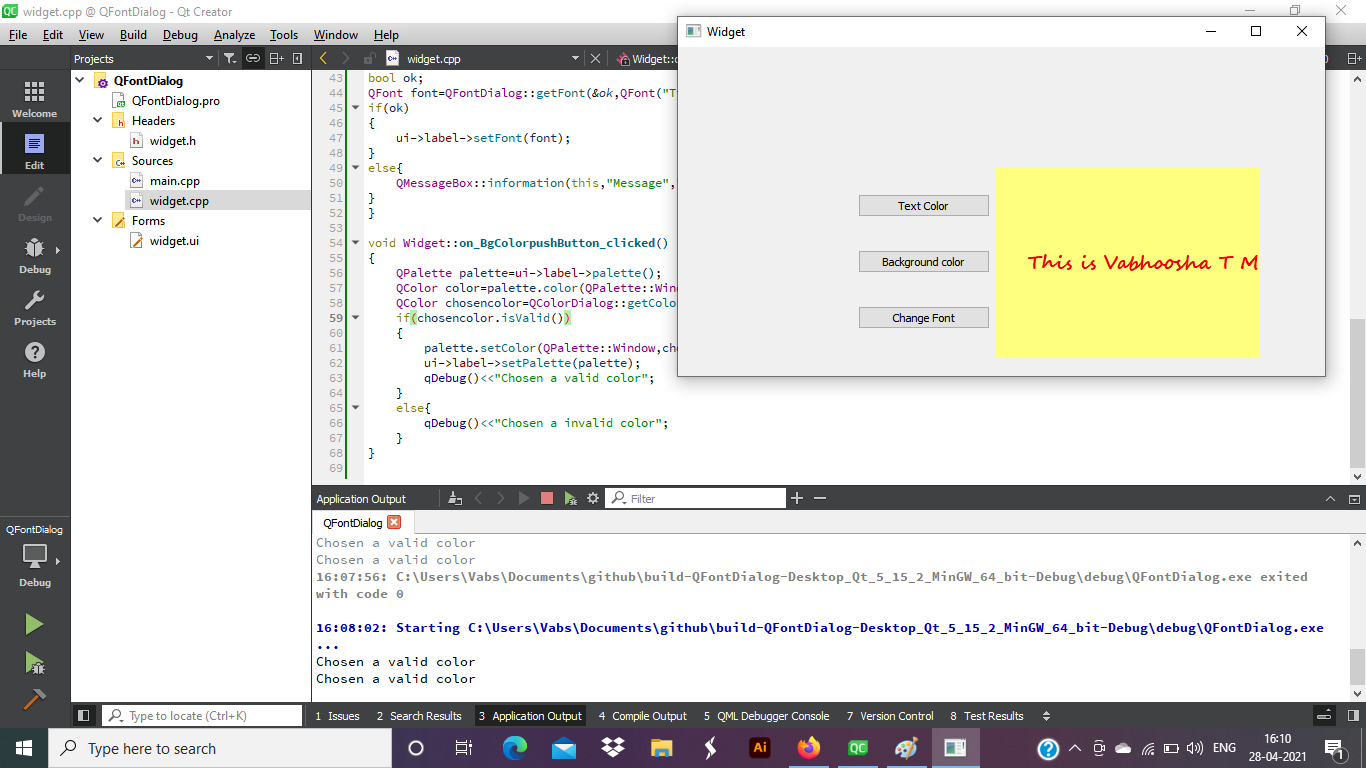 widget.cpp @ QFontDialog - Qt Creator
File Edit View Build Debug Analyze Tools Window Help
Projects
widget.cpp
Widget::
Welcome
Edit
Design
Debug
Projects
Help
QFontDialog
Debug
QFontDialog
QFontDialog.pro
Headers
widget.h
Sources
main.cpp
widget.cpp
Forms
widget.ui
43 bool ok;
44 QFont font=QFontDialog::getFont(&ok,QFont("T
45 if(ok)
46 {
47 ui->label->setFont(font);
48 }
49 else{
50 QMessageBox::information(this,"Message",
51 }
52 }
53
54 void Widget::on_BgColorpushButton_clicked()
55 {
56 QPalette palette=ui->label->palette();
57 QColor color=palette.color(QPalette::Win
58 QColor chosencolor=QColorDialog::getColo
59 if(chosencolor.isValid())
60 {
61 palette.setColor(QPalette::Window,cho
62 ui->label->setPalette(palette);
63 qDebug()<<"Chosen a valid color";
64 }
65 else{
66 qDebug()<<"Chosen a invalid color";
67 }
68 }
69
Widget
Text Color
Background color
Change Font
This is Vabhoosha T M
Application Output
Filter
QFontDialog
Chosen a valid color
Chosen a valid color
16:07:56: C:\Users\Vabs\Documents\github\build-QFontDialog-Desktop_Qt_5_15_2_MinGW_64_bit-Debug\debug\QFontDialog.exe exited
with code 0
16:08:02: Starting C:\Users\Vabs\Documents\github\build-QFontDialog-Desktop_Qt_5_15_2_MinGW_64_bit-Debug\debug\QFontDialog.exe
...
Chosen a valid color
Chosen a valid color
Type to locate (Ctrl+K)
1 Issues 2 Search Results 3 Application Output 4 Compile Output 5 QML Debugger Console 7 Version Control 8 Test Results
Type here to search
Ai
QC
ENG
16:10
28-04-2021
1